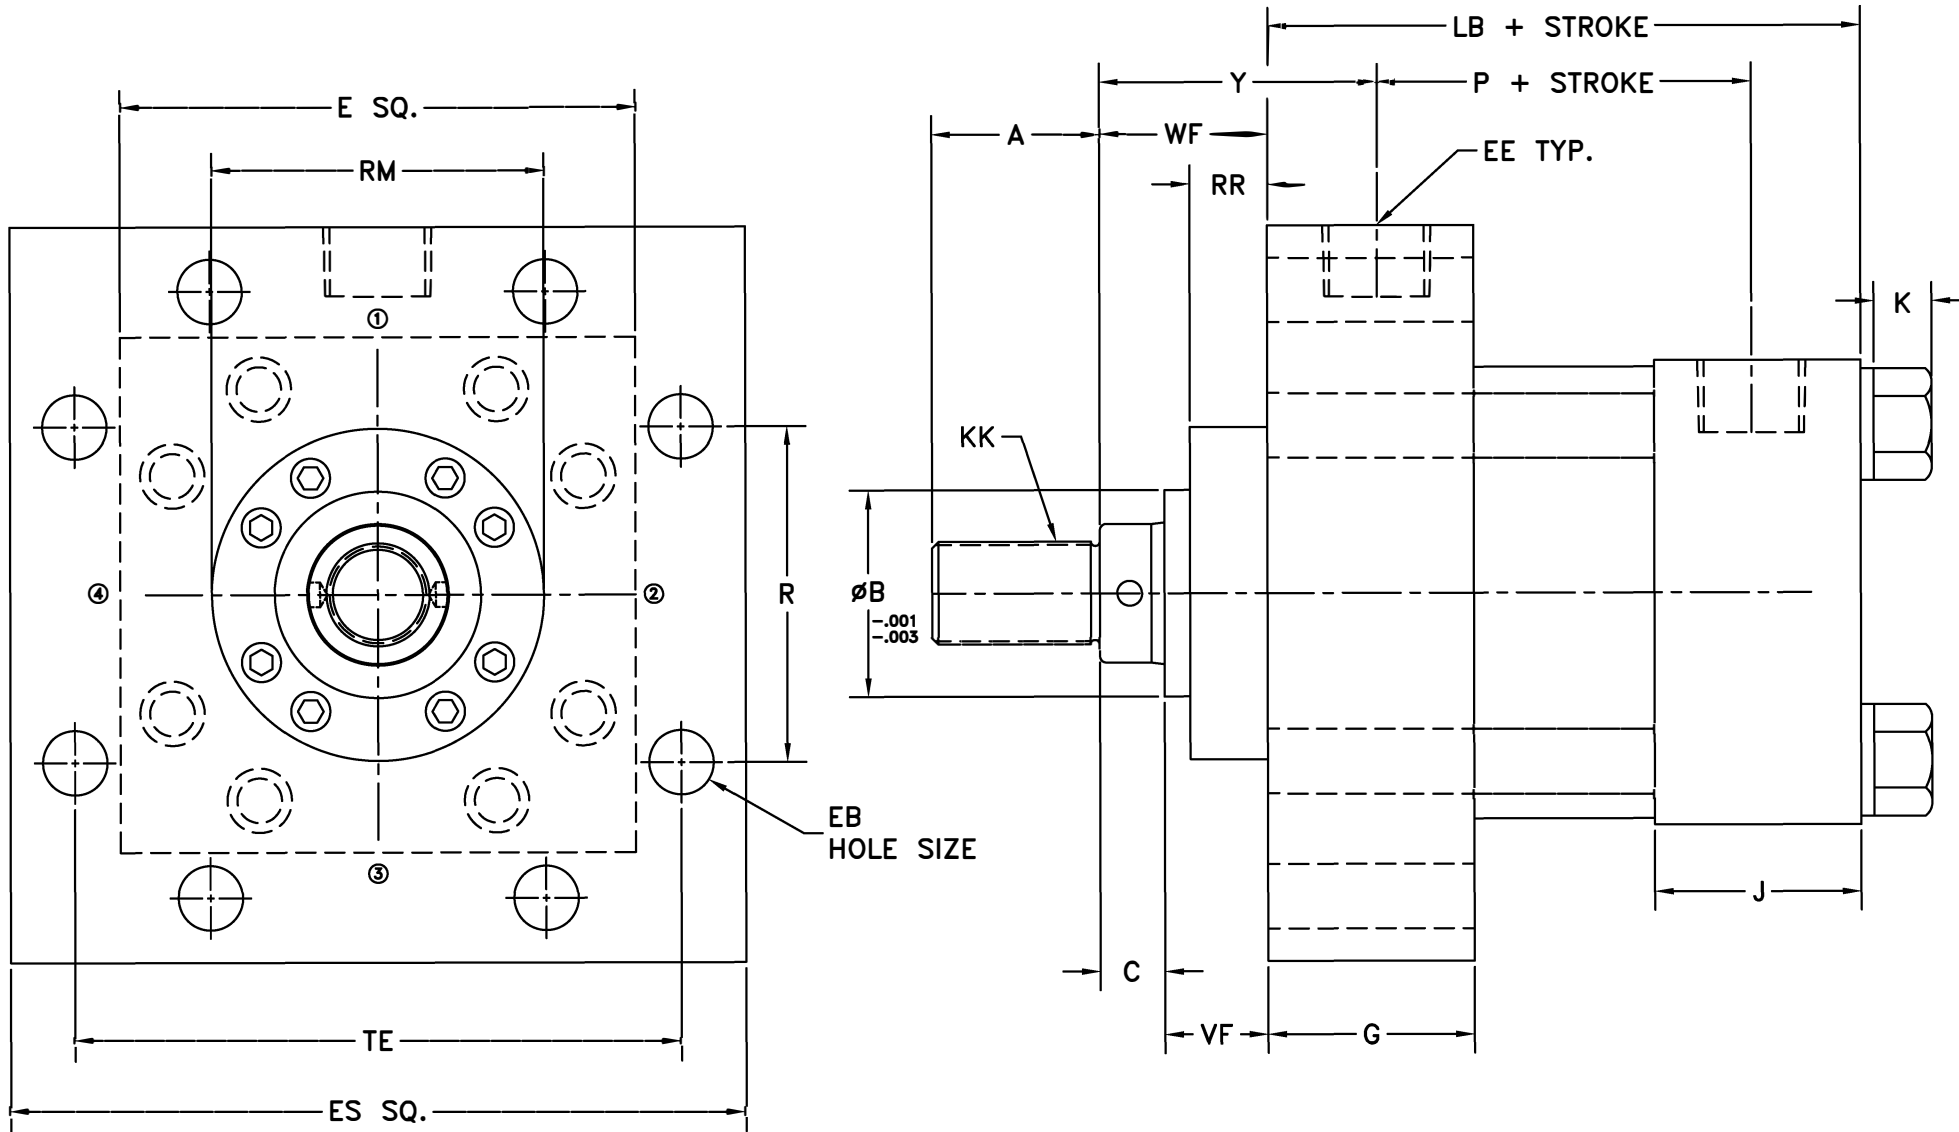 LB + STROKE
Y
P + STROKE
E SQ.
A
WF
EE TYP.
RM
RR
K
①
KK
④
②
R
øB
-.001
-.003
EB
HOLE SIZE
③
J
C
VF
G
TE
ES SQ.